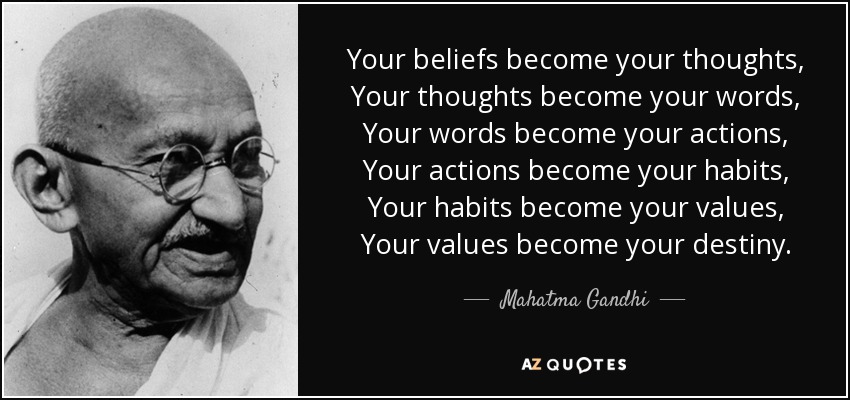 Your beliefs become your thoughts,
Your thoughts become your words,
Your words become your actions,
Your actions become your habits,
Your habits become your values,
Your values become your destiny.
Mahatma Gandhi
AZ QUOTES